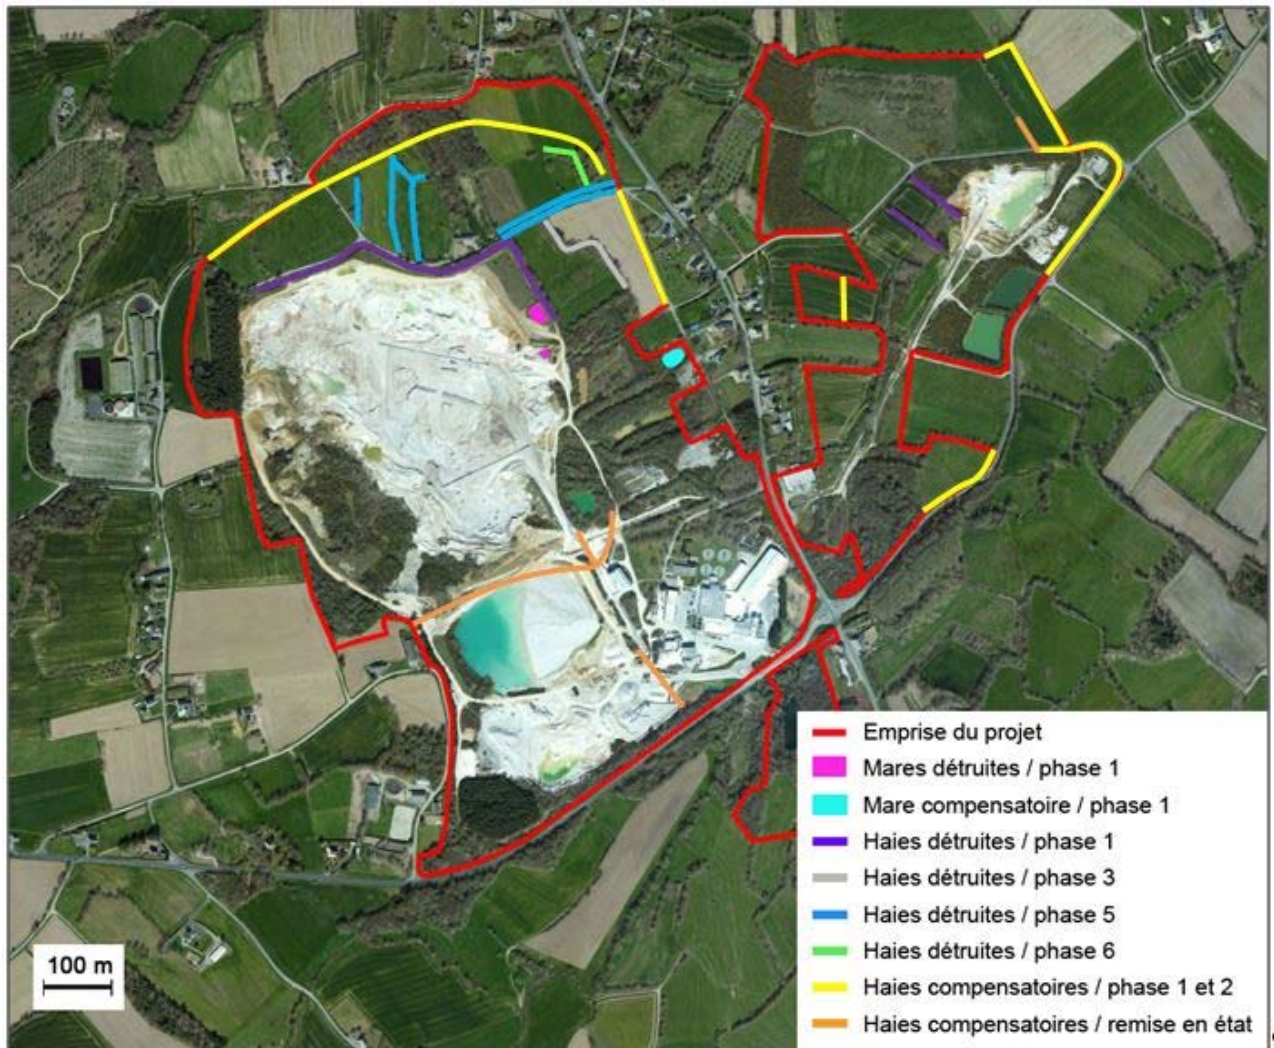 Emprise du projet
Mares détruites / phase 1
Mare compensatoire / phase 1
Haies détruites / phase 1
Haies détruites / phase 3
Haies détruites / phase 5
Haies détruites / phase 6
Haies compensatoires / phase 1 et 2
Haies compensatoires / remise en état
100 m